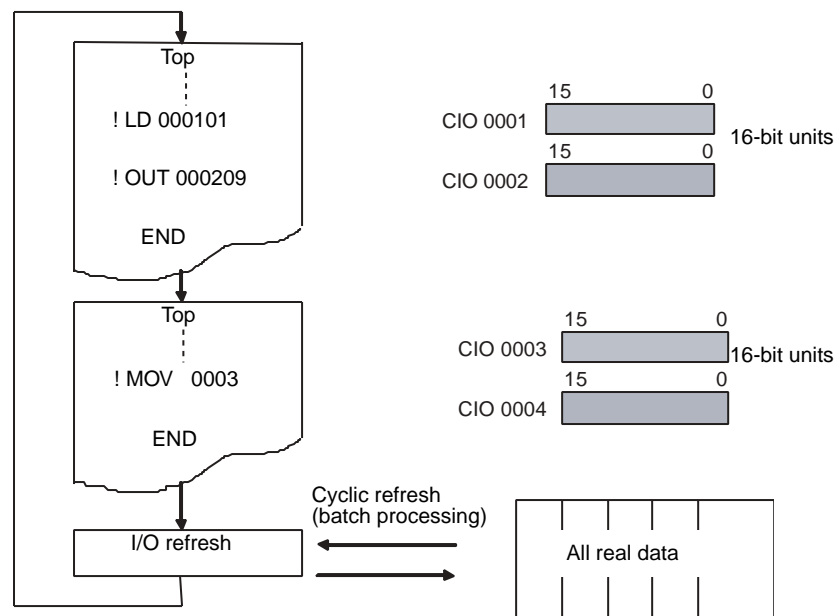 Top
! LD 000101
! OUT 000209
END
15 0
CIO 0001
16-bit units
15 0
CIO 0002
Top
! MOV 0003
END
15 0
CIO 0003
16-bit units
15 0
CIO 0004
I/O refresh
Cyclic refresh
(batch processing)
All real data